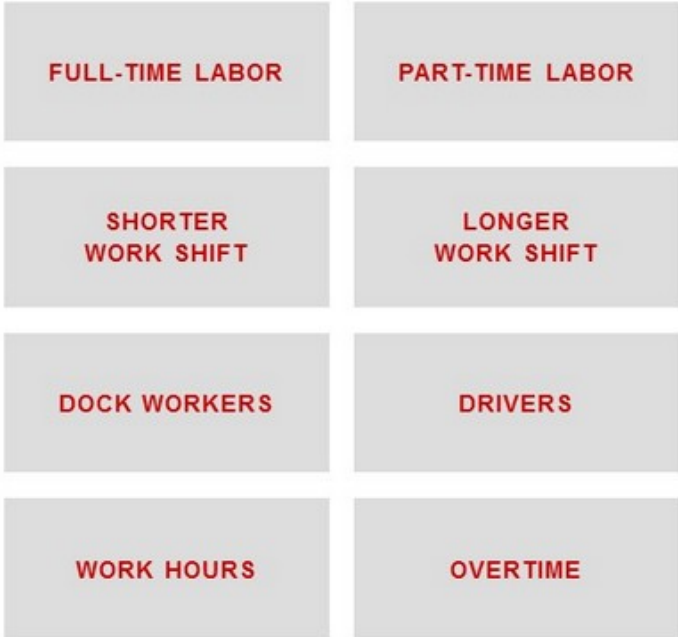 FULL-TIME LABOR
PART-TIME LABOR
SHORTER
WORK SHIFT
LONGER
WORK SHIFT
DOCK WORKERS
DRIVERS
WORK HOURS
OVERTIME